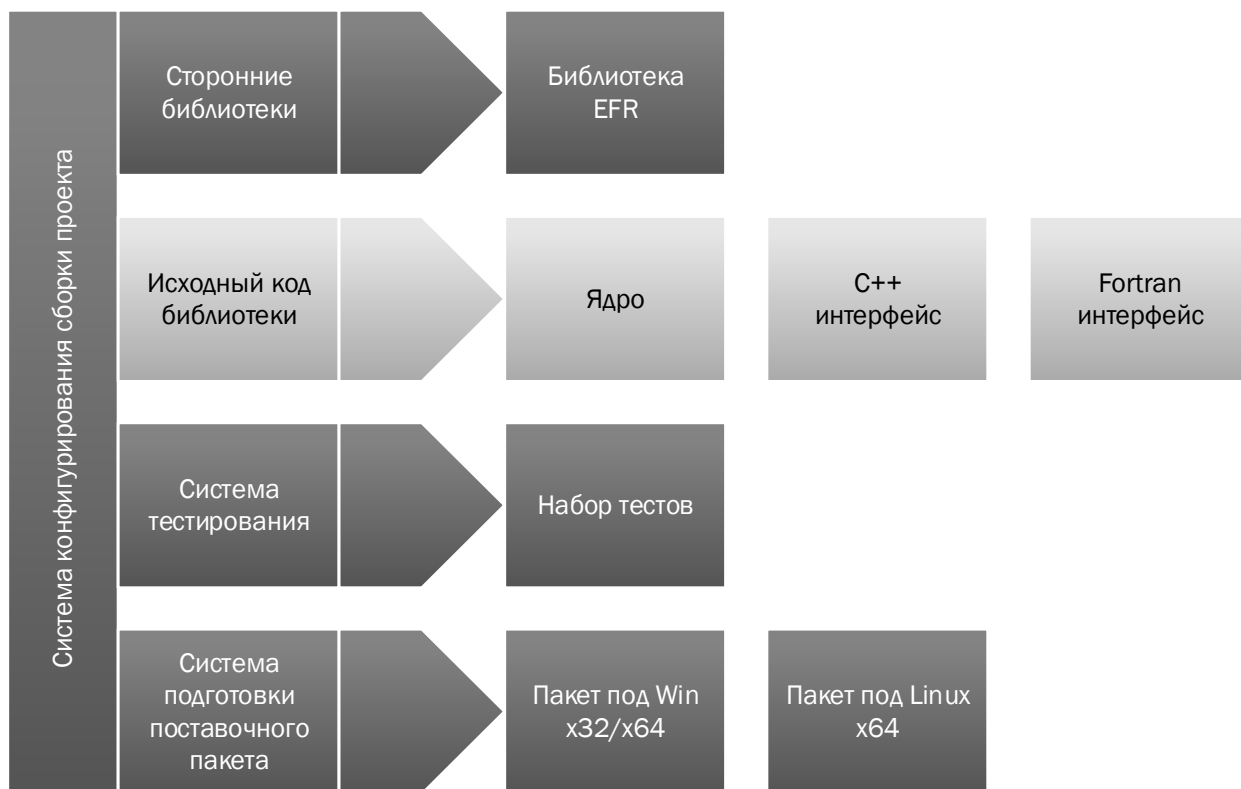 Система конфигурирования сборки проекта
Сторонние
библиотеки
Библиотека
EFR
Исходный код
библиотеки
Ядро
C++
интерфейс
Fortran
интерфейс
Система
тестирования
Набор тестов
Система
подготовки
поставочного
пакета
Пакет под Win
x32/x64
Пакет под Linux
x64